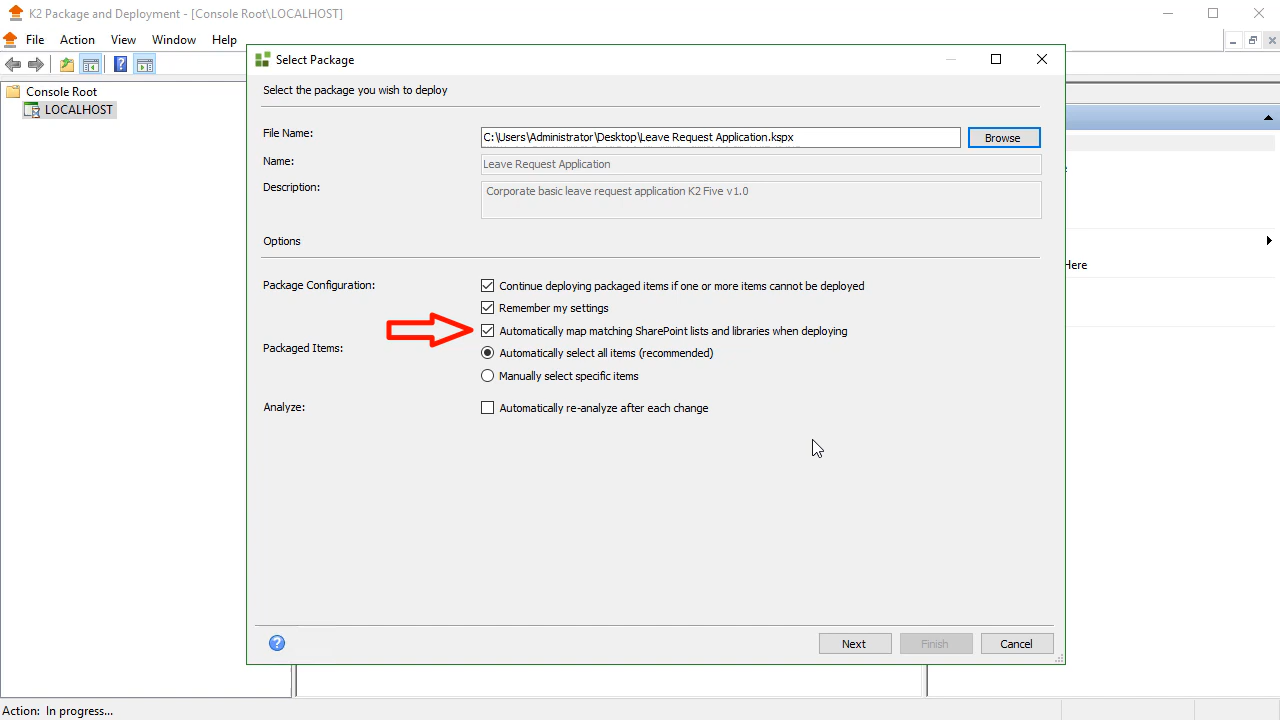 K2 Package and Deployment - [Console Root\LOCALHOST]
File Action View Window Help
Console Root
LOCALHOST
Select Package
Select the package you wish to deploy
File Name: C:\Users\Administrator\Desktop\Leave Request Application.kspx Browse
Name: Leave Request Application
Description: Corporate basic leave request application K2 Five v1.0
Options
Here
Package Configuration: Continue deploying packaged items if one or more items cannot be deployed
Remember my settings
Automatically map matching SharePoint lists and libraries when deploying
Packaged Items: Automatically select all items (recommended)
Manually select specific items
Analyze: Automatically re-analyze after each change
Next Finish Cancel
Action: In progress...